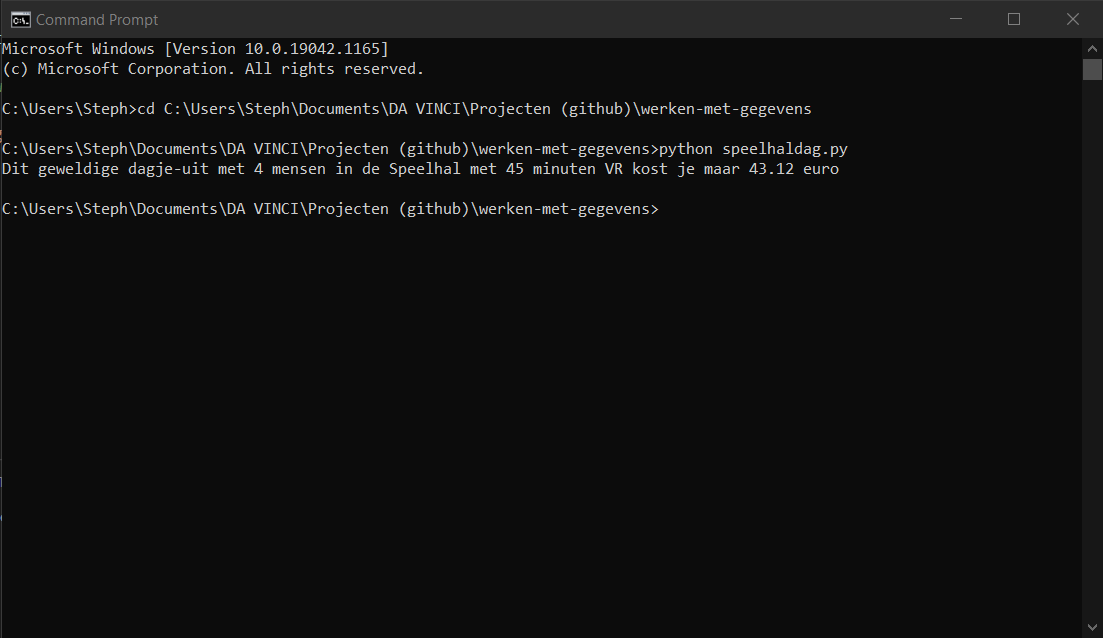 Command Prompt
Microsoft Windows [Version 10.0.19042.1165]
(c) Microsoft Corporation. All rights reserved.
C:\Users\Steph>cd C:\Users\Steph\Documents\DA VINCI\Projecten (github)\werken-met-gegevens
C:\Users\Steph\Documents\DA VINCI\Projecten (github)\werken-met-gegevens>python speelhaldag.py
Dit geweldige dagje-uit met 4 mensen in de Speelhal met 45 minuten VR kost je maar 43.12 euro
C:\Users\Steph\Documents\DA VINCI\Projecten (github)\werken-met-gegevens>